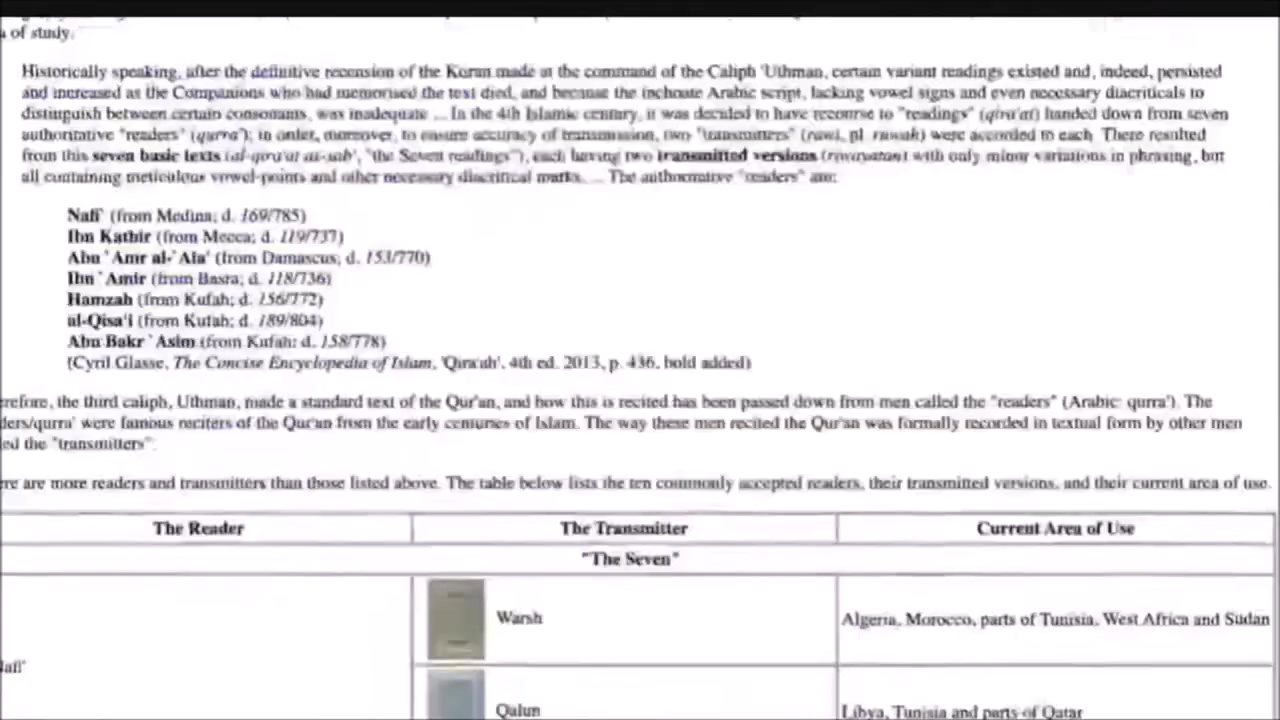 of study.
Historically speaking, after the definitive recension of the Koran made at the command of the Caliph 'Uthman, certain variant readings existed and, indeed, persisted
and increased as the Companions who had memorised the text died, and because the inchoate Arabic script, lacking vowel signs and even necessary diacriticals to
distinguish between certain consonants, was inadequate ... In the 4th Islamic century, it was decided to have recourse to "readings" (qira'at) handed down from seven
authoritative "readers" (qurra'); in order, moreover, to ensure accuracy of transmission, two "transmitters" (rawi, pl. rawah) were accorded to each. There resulted
from this seven basic texts (al-qira'at as-sab', "the Seven readings"), each having two transmitted versions (riwayatan) with only minor variations in phrasing, but
all containing meticulous vowel-points and other necessary diacritical marks. ... The authoritative "readers" are:
Nafi' (from Medina; d. 169/785)
Ibn Kathir (from Mecca; d. 119/737)
Abu `Amr al-`Ala' (from Damascus; d. 153/770)
Ibn `Amir (from Basra; d. 118/736)
Hamzah (from Kufah; d. 156/772)
al-Qisa'i (from Kufah; d. 189/804)
Abu Bakr `Asim (from Kufah; d. 158/778)
(Cyril Glasse, The Concise Encyclopedia of Islam, 'Qira'ah', 4th ed. 2013, p. 436, bold added)
refore, the third caliph, Uthman, made a standard text of the Qur'an, and how this is recited has been passed down from men called the "readers" (Arabic: qurra'). The
ders/qurra' were famous reciters of the Qur'an from the early centuries of Islam. The way these men recited the Qur'an was formally recorded in textual form by other men
ed the "transmitters".
re are more readers and transmitters than those listed above. The table below lists the ten commonly accepted readers, their transmitted versions, and their current area of use.
The Reader The Transmitter Current Area of Use
"The Seven"
Warsh Algeria, Morocco, parts of Tunisia, West Africa and Sudan
afi'
Qalun Libya, Tunisia and parts of Qatar